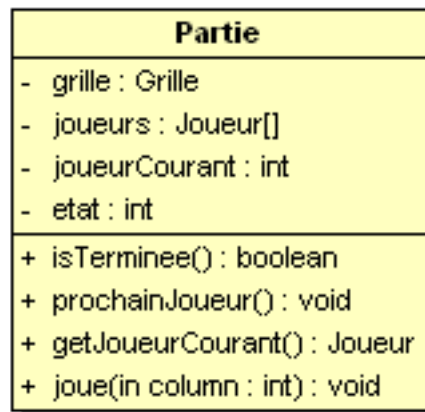 Partie
- grille : Grille
- joueurs : Joueur[]
- joueurCourant : int
- etat : int
+ isTerminee() : boolean
+ prochainJoueur() : void
+ getJoueurCourant() : Joueur
+ joue(in column : int) : void